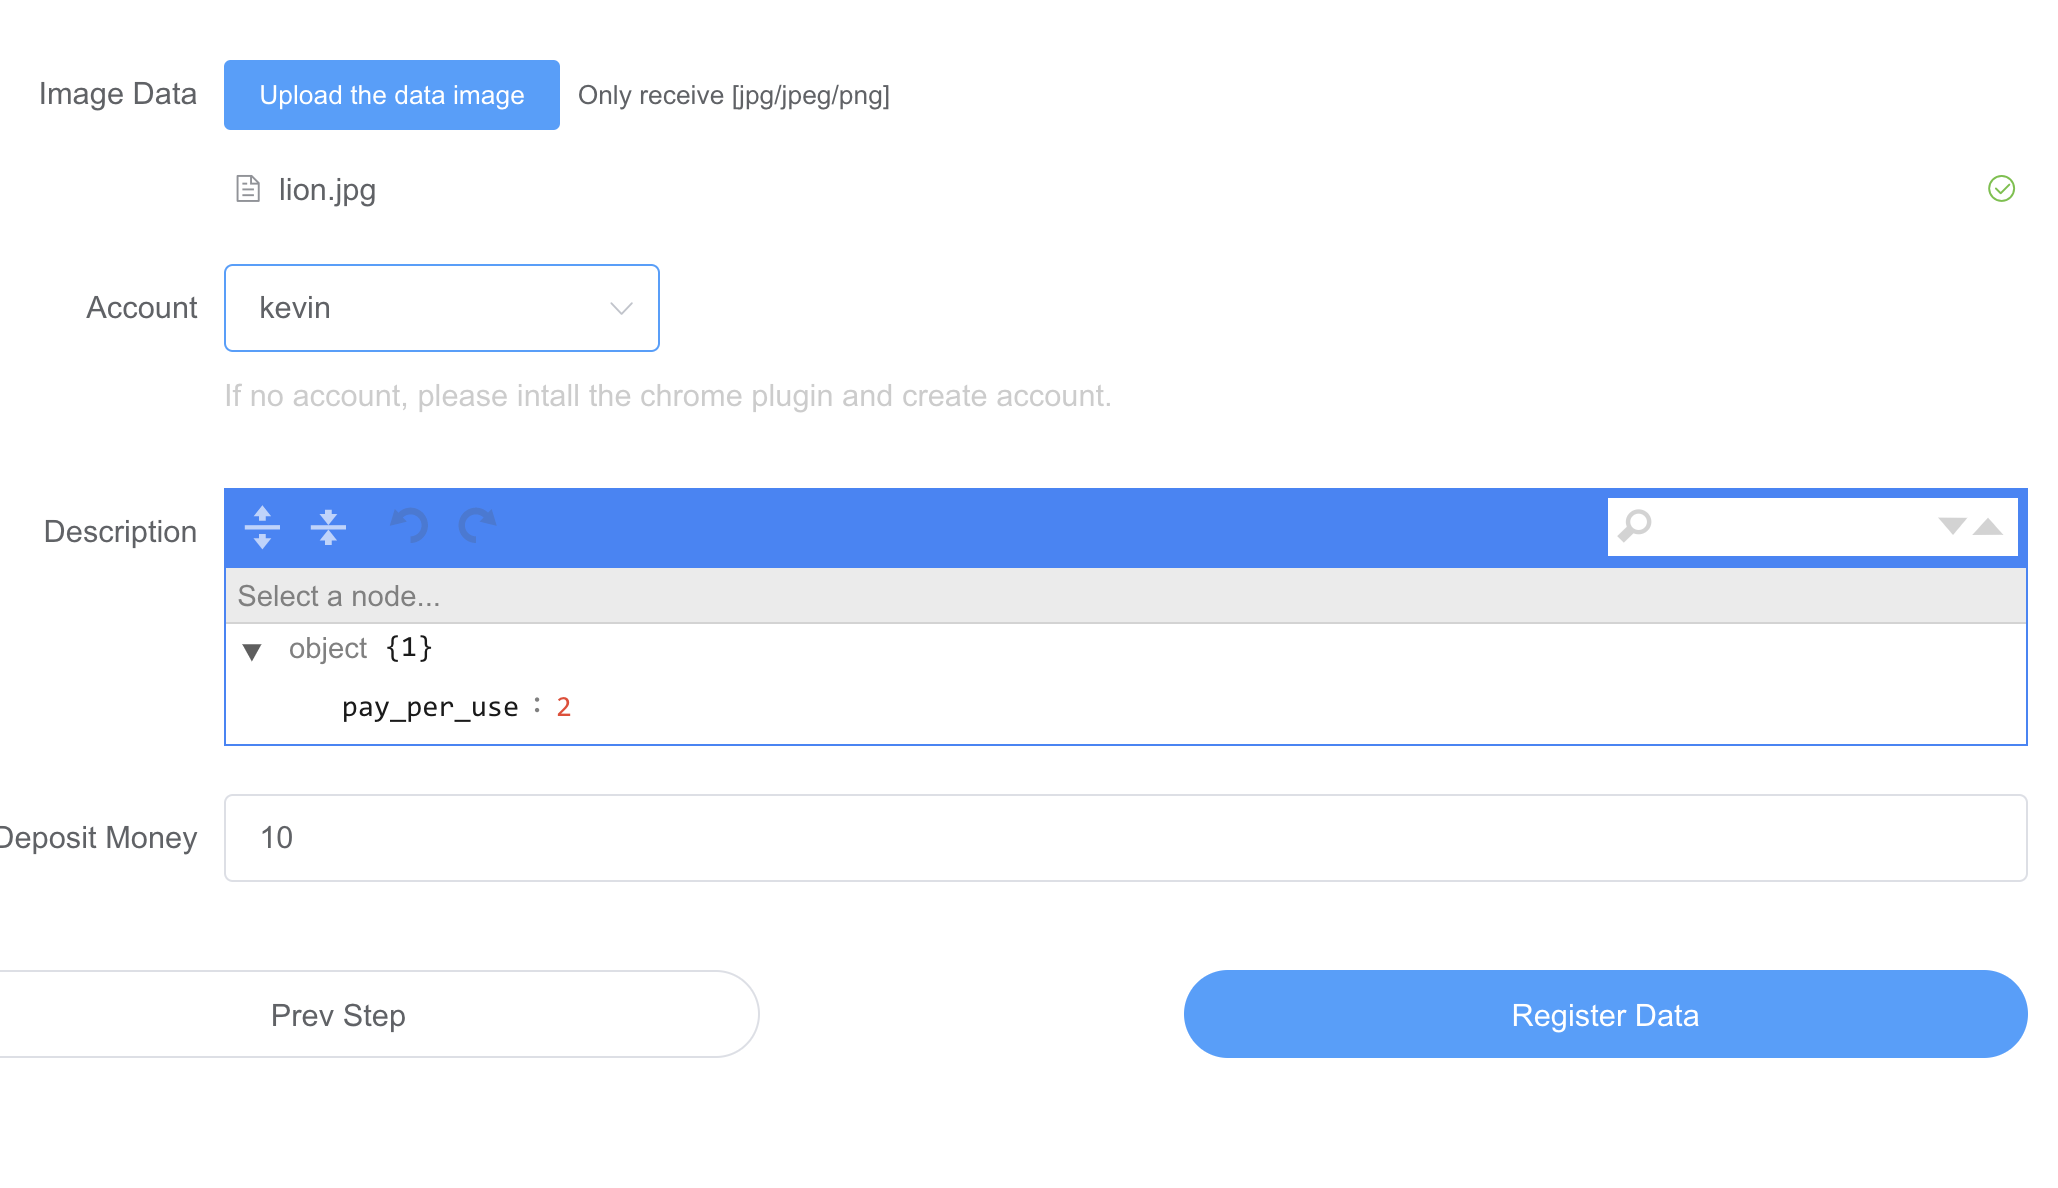 Image Data
Upload the data image
Only receive [jpg/jpeg/png]
lion.jpg
Account
kevin
If no account, please intall the chrome plugin and create account.
Description
Select a node...
object {1}
pay_per_use : 2
Deposit Money
10
Prev Step
Register Data